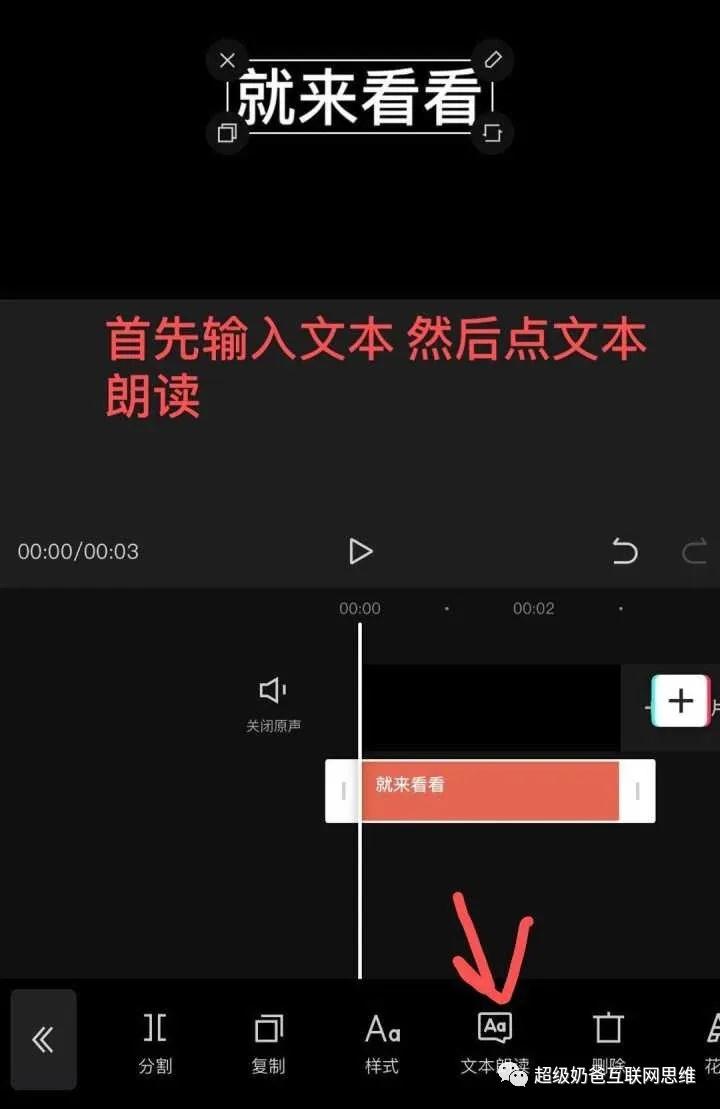 就来看看
首先输入文本 然后点文本
朗读
00:00/00:03
00:00
00:02
关闭原声
就来看看
分割
复制
样式
文本朗读
删除
花
超级奶爸互联网思维